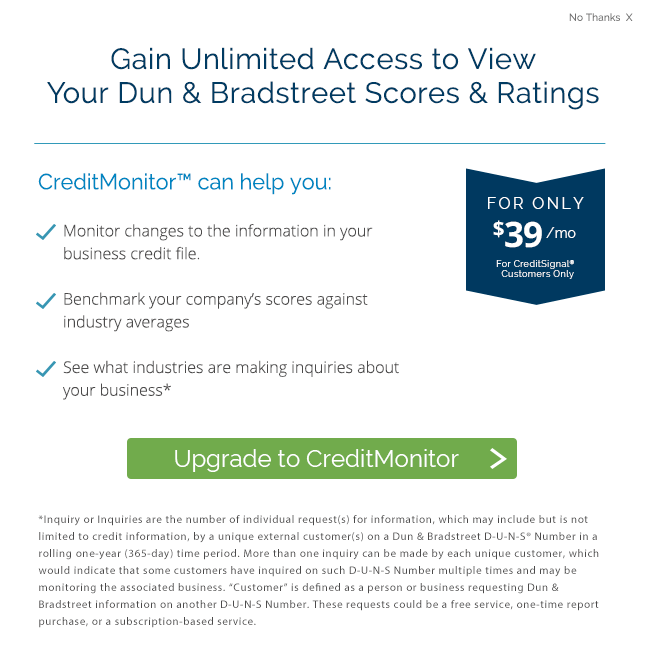 No Thanks X
Gain Unlimited Access to View
Your Dun & Bradstreet Scores & Ratings
CreditMonitor™ can help you:
Monitor changes to the information in your
business credit file.
Benchmark your company’s scores against
industry averages
See what industries are making inquiries about
your business*
FOR ONLY
$39/mo
For CreditSignal®
Customers Only
Upgrade to CreditMonitor
*Inquiry or Inquiries are the number of individual request(s) for information, which may include but is not
limited to credit information, by a unique external customer(s) on a Dun & Bradstreet D-U-N-S® Number in a
rolling one-year (365-day) time period. More than one inquiry can be made by each unique customer, which
would indicate that some customers have inquired on such D-U-N-S Number multiple times and may be
monitoring the associated business. “Customer” is defined as a person or business requesting Dun &
Bradstreet information on another D-U-N-S Number. These requests could be a free service, one-time report
purchase, or a subscription-based service.